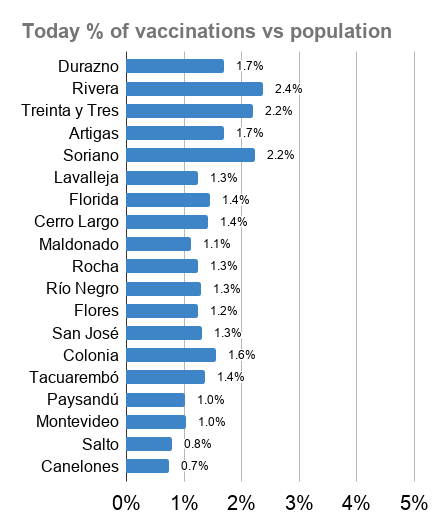 Today % of vaccinations vs population
Durazno 1.7%
Rivera 2.4%
Treinta y Tres 2.2%
Artigas 1.7%
Soriano 2.2%
Lavalleja 1.3%
Florida 1.4%
Cerro Largo 1.4%
Maldonado 1.1%
Rocha 1.3%
Río Negro 1.3%
Flores 1.2%
San José 1.3%
Colonia 1.6%
Tacuarembó 1.4%
Paysandú 1.0%
Montevideo 1.0%
Salto 0.8%
Canelones 0.7%
0% 1% 2% 3% 4% 5%